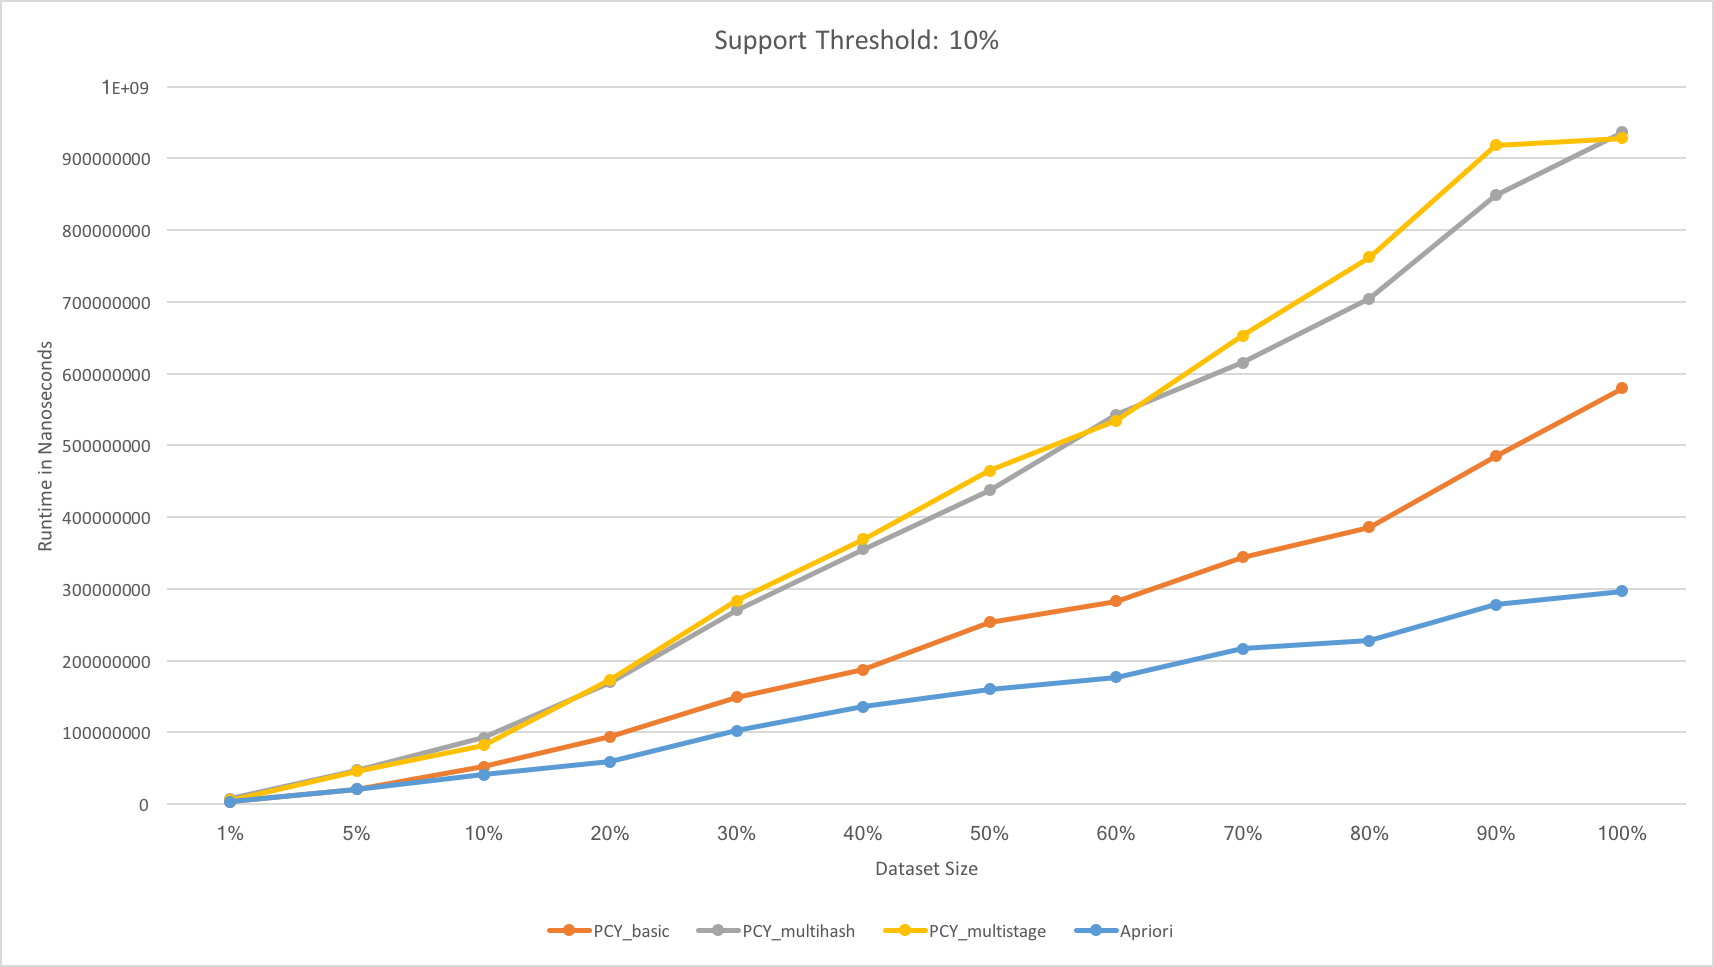 Support Threshold: 10%
1E+09
900000000
800000000
700000000
600000000
500000000
400000000
300000000
200000000
100000000
0
Runtime in Nanoseconds
1% 5% 10% 20% 30% 40% 50% 60% 70% 80% 90% 100%
Dataset Size
PCY_basic PCY_multihash PCY_multistage Apriori